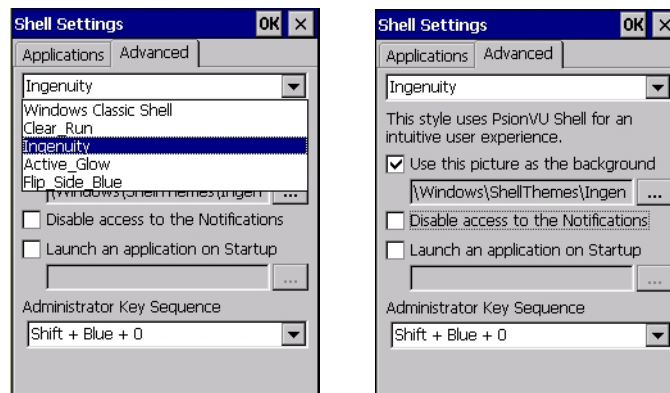 Shell Settings OK
Applications Advanced
Ingenuity
Windows Classic Shell
Clear_Run
Ingenuity
Active_Glow
Flip_Side_Blue
...
Disable access to the Notifications
Launch an application on Startup
...
Administrator Key Sequence
Shift + Blue + 0
Shell Settings OK
Applications Advanced
Ingenuity
This style uses PsionVU Shell for an
intuitive user experience.
Use this picture as the background
\Windows\ShellThemes\Ingen ...
Disable access to the Notifications
Launch an application on Startup
...
Administrator Key Sequence
Shift + Blue + 0